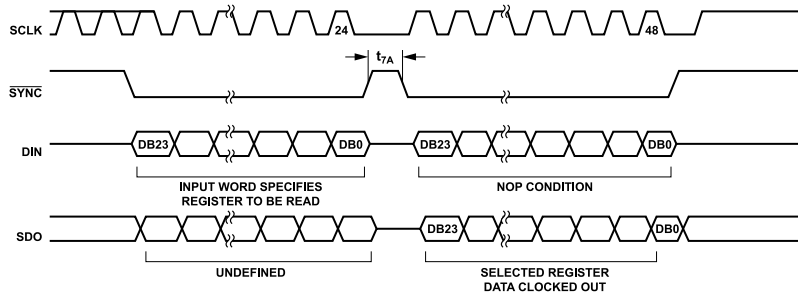 SCLK
24
48
t7A
SYNC
DIN
DB23
DB0
DB23
DB0
INPUT WORD SPECIFIES
REGISTER TO BE READ
NOP CONDITION
SDO
DB23
DB0
UNDEFINED
SELECTED REGISTER
DATA CLOCKED OUT